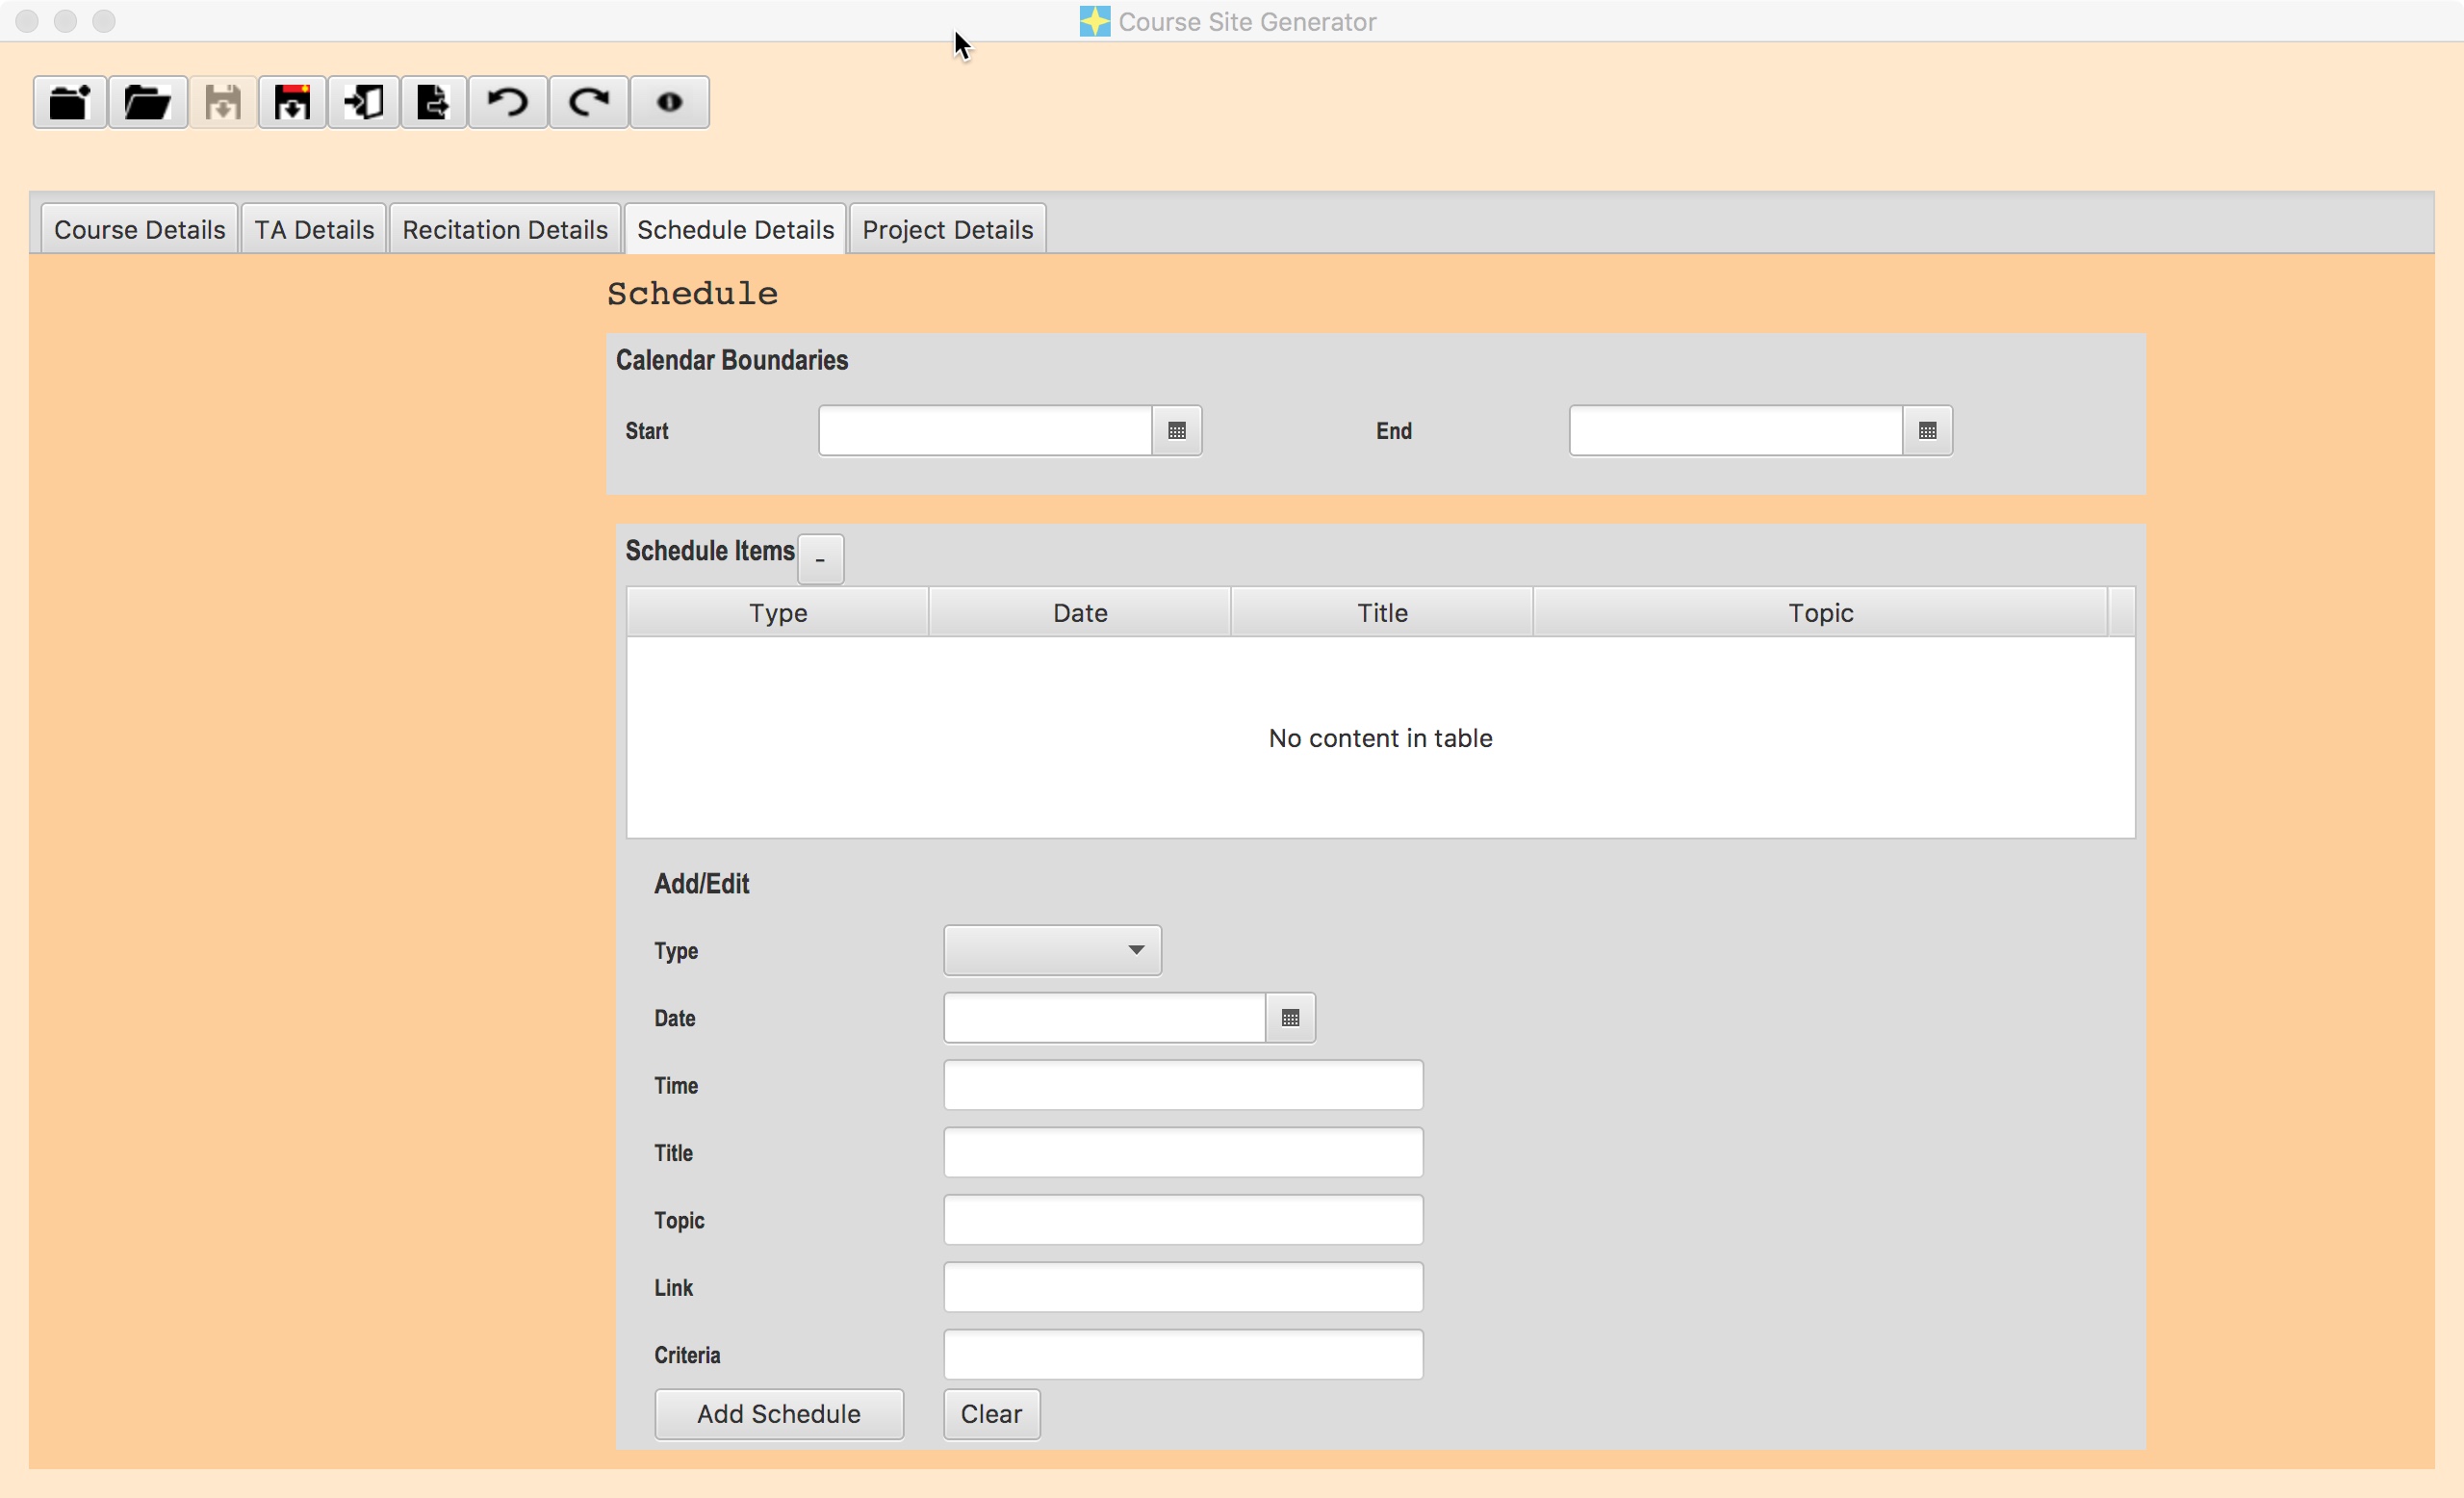 Course Site Generator
Course Details TA Details Recitation Details Schedule Details Project Details
Schedule
Calendar Boundaries
Start End
Schedule Items -
Type Date Title Topic
No content in table
Add/Edit
Type
Date
Time
Title
Topic
Link
Criteria
Add Schedule Clear